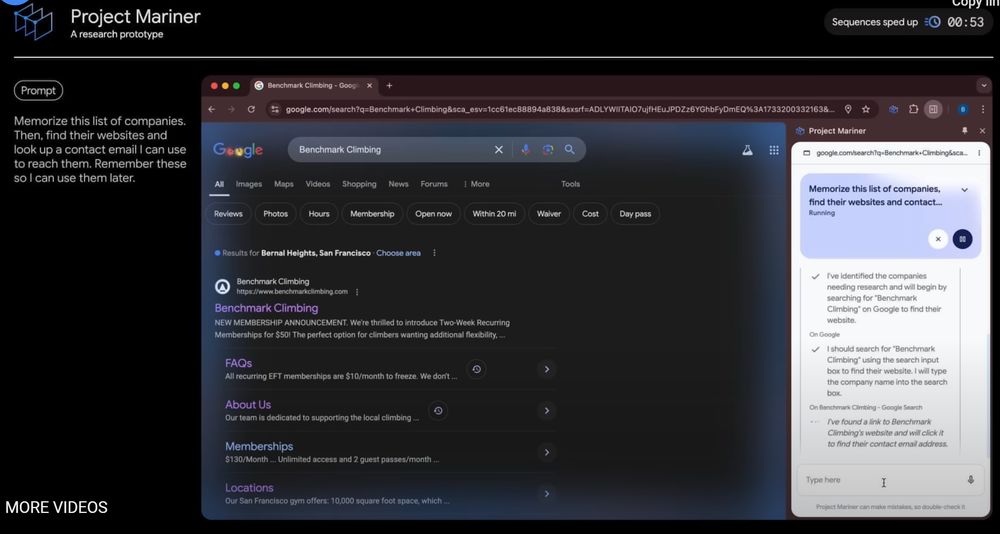 Copy lin
Project Mariner
A research prototype
Sequences sped up
00:53
Prompt
Memorize this list of companies.
Then, find their websites and
look up a contact email I can use
to reach them. Remember these
so I can use them later.
Benchmark Climbing - Googl
google.com/search?q=Benchmark+Climbing&sca_esv=1cc61ec88894a838&sxsrf=ADLYWIITAlO7ujfHEuJPDZz6YGhbFyDmEQ%3A1733200332163&...
B
Google
Benchmark Climbing
All Images Maps Videos Shopping News Forums More Tools
Reviews Photos Hours Membership Open now Within 20 mi Waiver Cost Day pass
Results for Bernal Heights, San Francisco · Choose area
Benchmark Climbing
https://www.benchmarkclimbing.com
Benchmark Climbing
NEW MEMBERSHIP ANNOUNCEMENT. We're thrilled to introduce Two-Week Recurring
Memberships for $50! The perfect option for climbers wanting additional flexibility, ...
FAQs
All recurring EFT memberships are $10/month to freeze. We don't ...
About Us
Our team is dedicated to supporting the local climbing ...
Memberships
$130/Month ... Unlimited access and 2 guest passes/month ...
Locations
Our San Francisco gym offers: 10,000 square foot space, which ...
Project Mariner
google.com/search?q=Benchmark+Climbing&sca...
Memorize this list of companies,
find their websites and contact...
Running
I've identified the companies
needing research and will begin by
searching for "Benchmark
Climbing" on Google to find their
website.
On Google
I should search for "Benchmark
Climbing" using the search input
box to find their website. I will type
the company name into the search
box.
On Benchmark Climbing - Google Search
I've found a link to Benchmark
Climbing's website and will click it
to find their contact email address.
Type here
Project Mariner can make mistakes, so double-check it
MORE VIDEOS